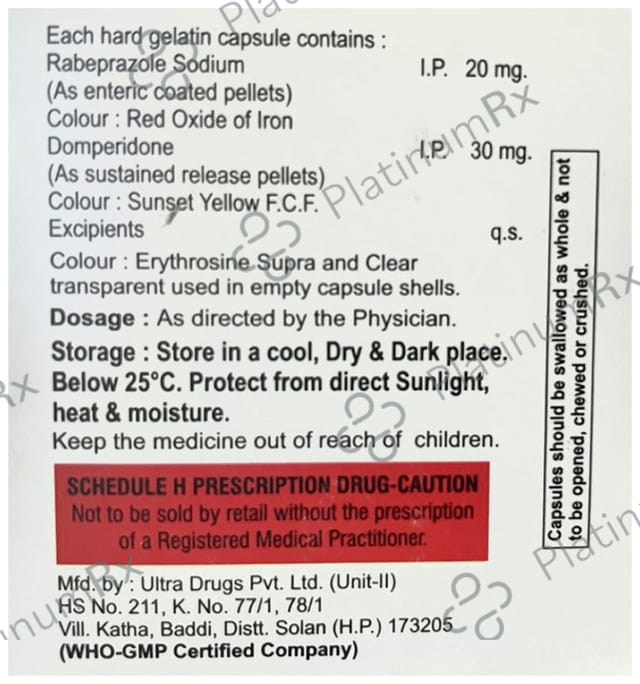 Each hard gelatin capsule contains :
Rabeprazole Sodium I.P. 20 mg.
(As enteric coated pellets)
Colour : Red Oxide of Iron
Domperidone I.P. 30 mg.
(As sustained release pellets)
Colour : Sunset Yellow F.C.F.
Excipients q.s.
Colour : Erythrosine Supra and Clear
transparent used in empty capsule shells.
Dosage : As directed by the Physician.
Storage : Store in a cool, Dry & Dark place.
Below 25°C. Protect from direct Sunlight,
heat & moisture.
Keep the medicine out of reach of children.
SCHEDULE H PRESCRIPTION DRUG-CAUTION
Not to be sold by retail without the prescription
of a Registered Medical Practitioner.
Mfd. by : Ultra Drugs Pvt. Ltd. (Unit-II)
HS No. 211, K. No. 77/1, 78/1
Vill. Katha, Baddi, Distt. Solan (H.P.) 173205
(WHO-GMP Certified Company)
Capsules should be swallowed as whole & not
to be opened, chewed or crushed.
PlatinumRx
PlatinumRx
Platinum
Platin
Rx
numRx